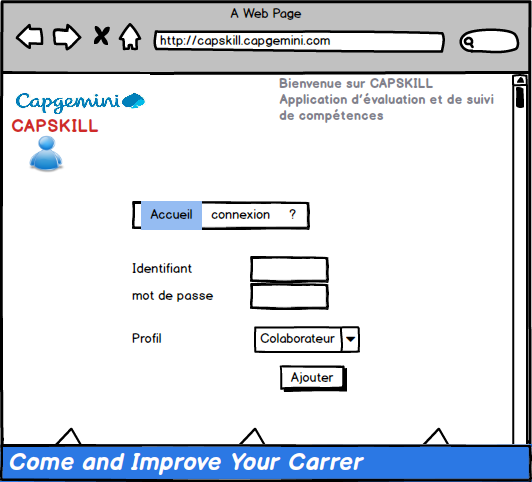 A Web Page
http://capskill.capgemini.com
Bienvenue sur CAPSKILL
Application d'évaluation et de suivi
de compétences
Capgemini
CAPSKILL
Accueil connexion ?
Identifiant
mot de passe
Profil Colaborateur
Ajouter
Come and Improve Your Carrer